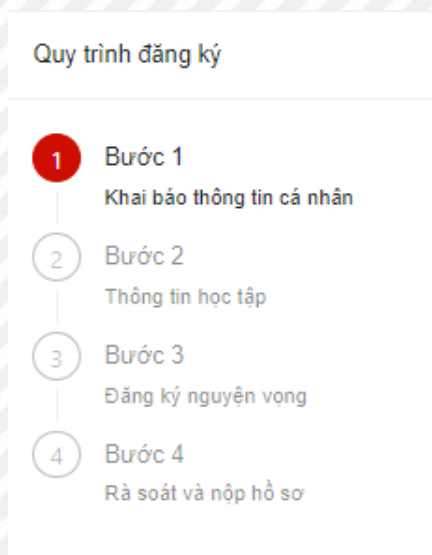 Quy trình đăng ký
1
Bước 1
Khai báo thông tin cá nhân
2
Bước 2
Thông tin học tập
3
Bước 3
Đăng ký nguyện vọng
4
Bước 4
Rà soát và nộp hồ sơ